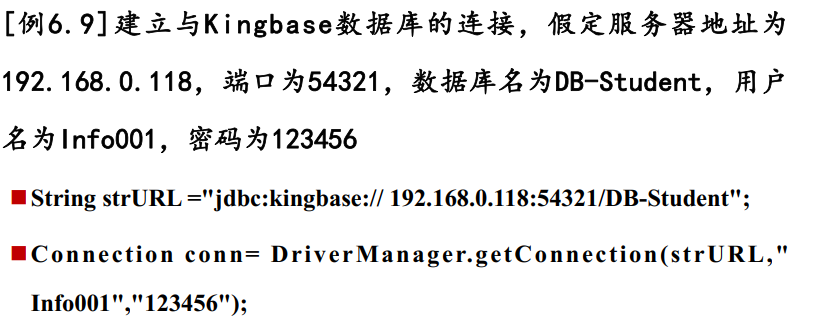 [例6.9]建立与Kingbase数据库的连接，假定服务器地址为
192.168.0.118，端口为54321，数据库名为DB-Student，用户
名为Info001，密码为123456
■String strURL ="jdbc:kingbase:// 192.168.0.118:54321/DB-Student";
■Connection conn= DriverManager.getConnection(strURL,"
Info001","123456");